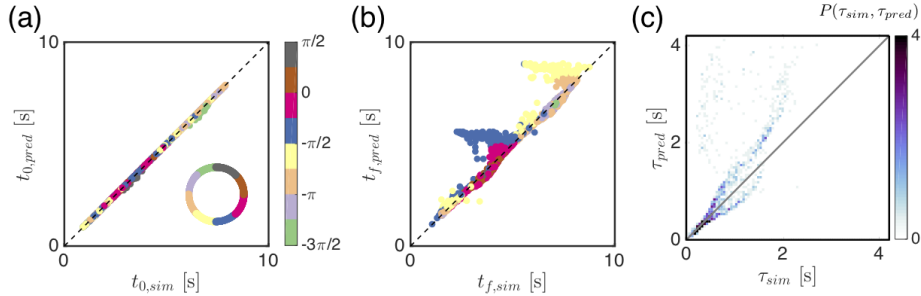 (a)
10
t0,pred [s]
0
0
t0,sim [s]
10
π/2
0
-π/2
-π
-3π/2
(b)
10
tf,pred [s]
0
0
tf,sim [s]
10
(c)
P(τsim, τpred)
4
τpred [s]
2
0
0
2
4
τsim [s]
4
0